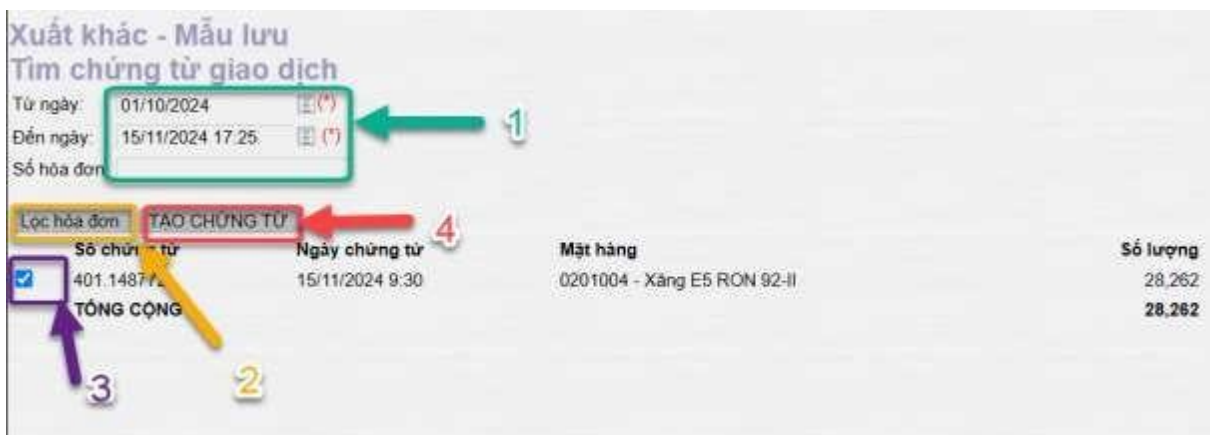 Xuất khác - Mẫu lưu
Tìm chứng từ giao dịch
Từ ngày: 01/10/2024 (*)
1
Đến ngày: 15/11/2024 17:25 (*)
Số hóa đơn
Lọc hóa đơn TẠO CHỨNG TỪ
4
Số chứng từ Ngày chứng từ Mặt hàng Số lượng
15/11/2024 9:30 0201004 - Xăng E5 RON 92-II 28,262
TỔNG CỘNG 28,262
3 2